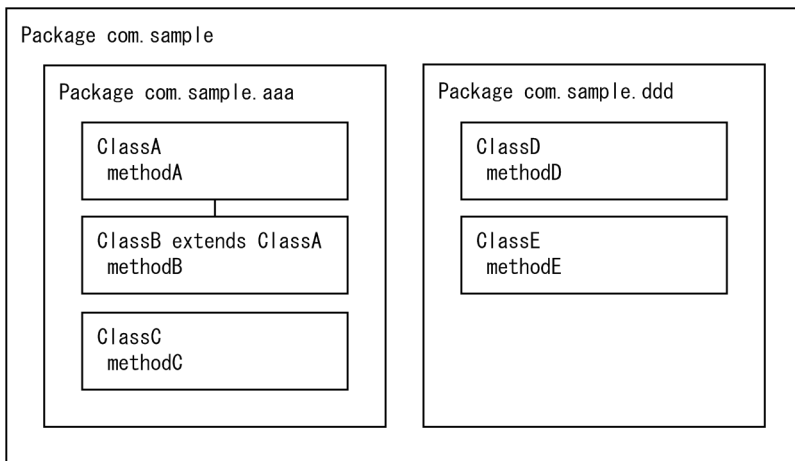 Package com.sample
Package com.sample.aaa
ClassA
methodA
ClassB extends ClassA
methodB
ClassC
methodC
Package com.sample.ddd
ClassD
methodD
ClassE
methodE